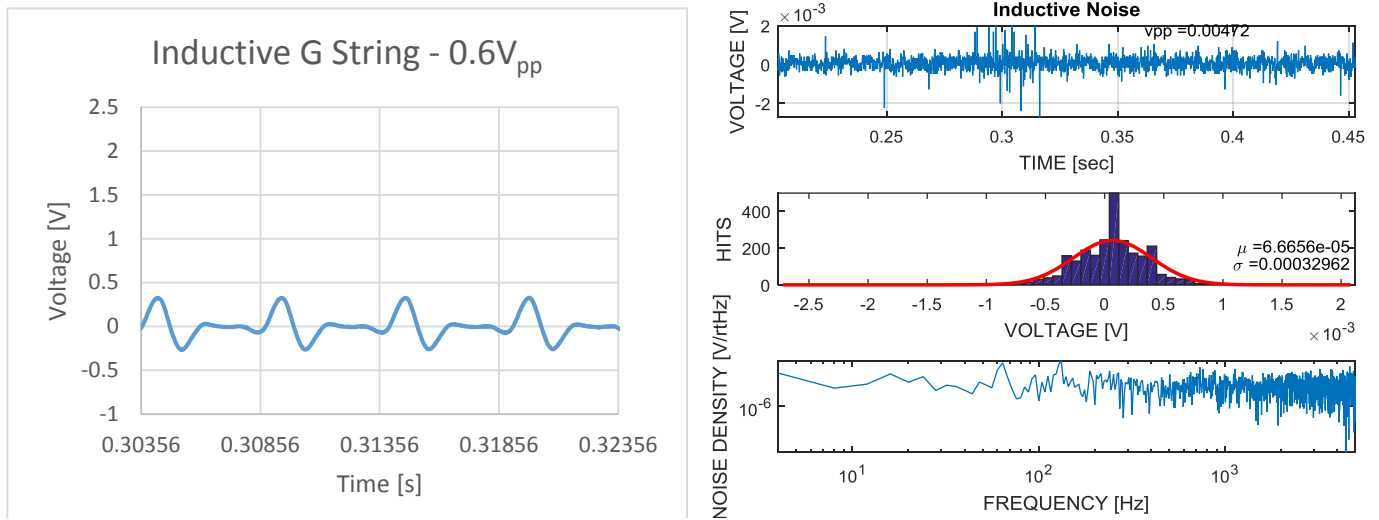 Inductive G String - 0.6Vpp
2.5
2
1.5
1
0.5
0
-0.5
-1
Voltage [V]
0.30356 0.30856 0.31356 0.31856 0.32356
Time [s]
Inductive Noise
×10-3
vpp =0.00472
2
0
-2
VOLTAGE [V]
0.25 0.3 0.35 0.4 0.45
TIME [sec]
400
200
0
HITS
μ =6.6656e-05
σ =0.00032962
-2.5 -2 -1.5 -1 -0.5 0 0.5 1 1.5 2
VOLTAGE [V]
×10-3
10-6
NOISE DENSITY [V/rtHz]
101 102 103
FREQUENCY [Hz]